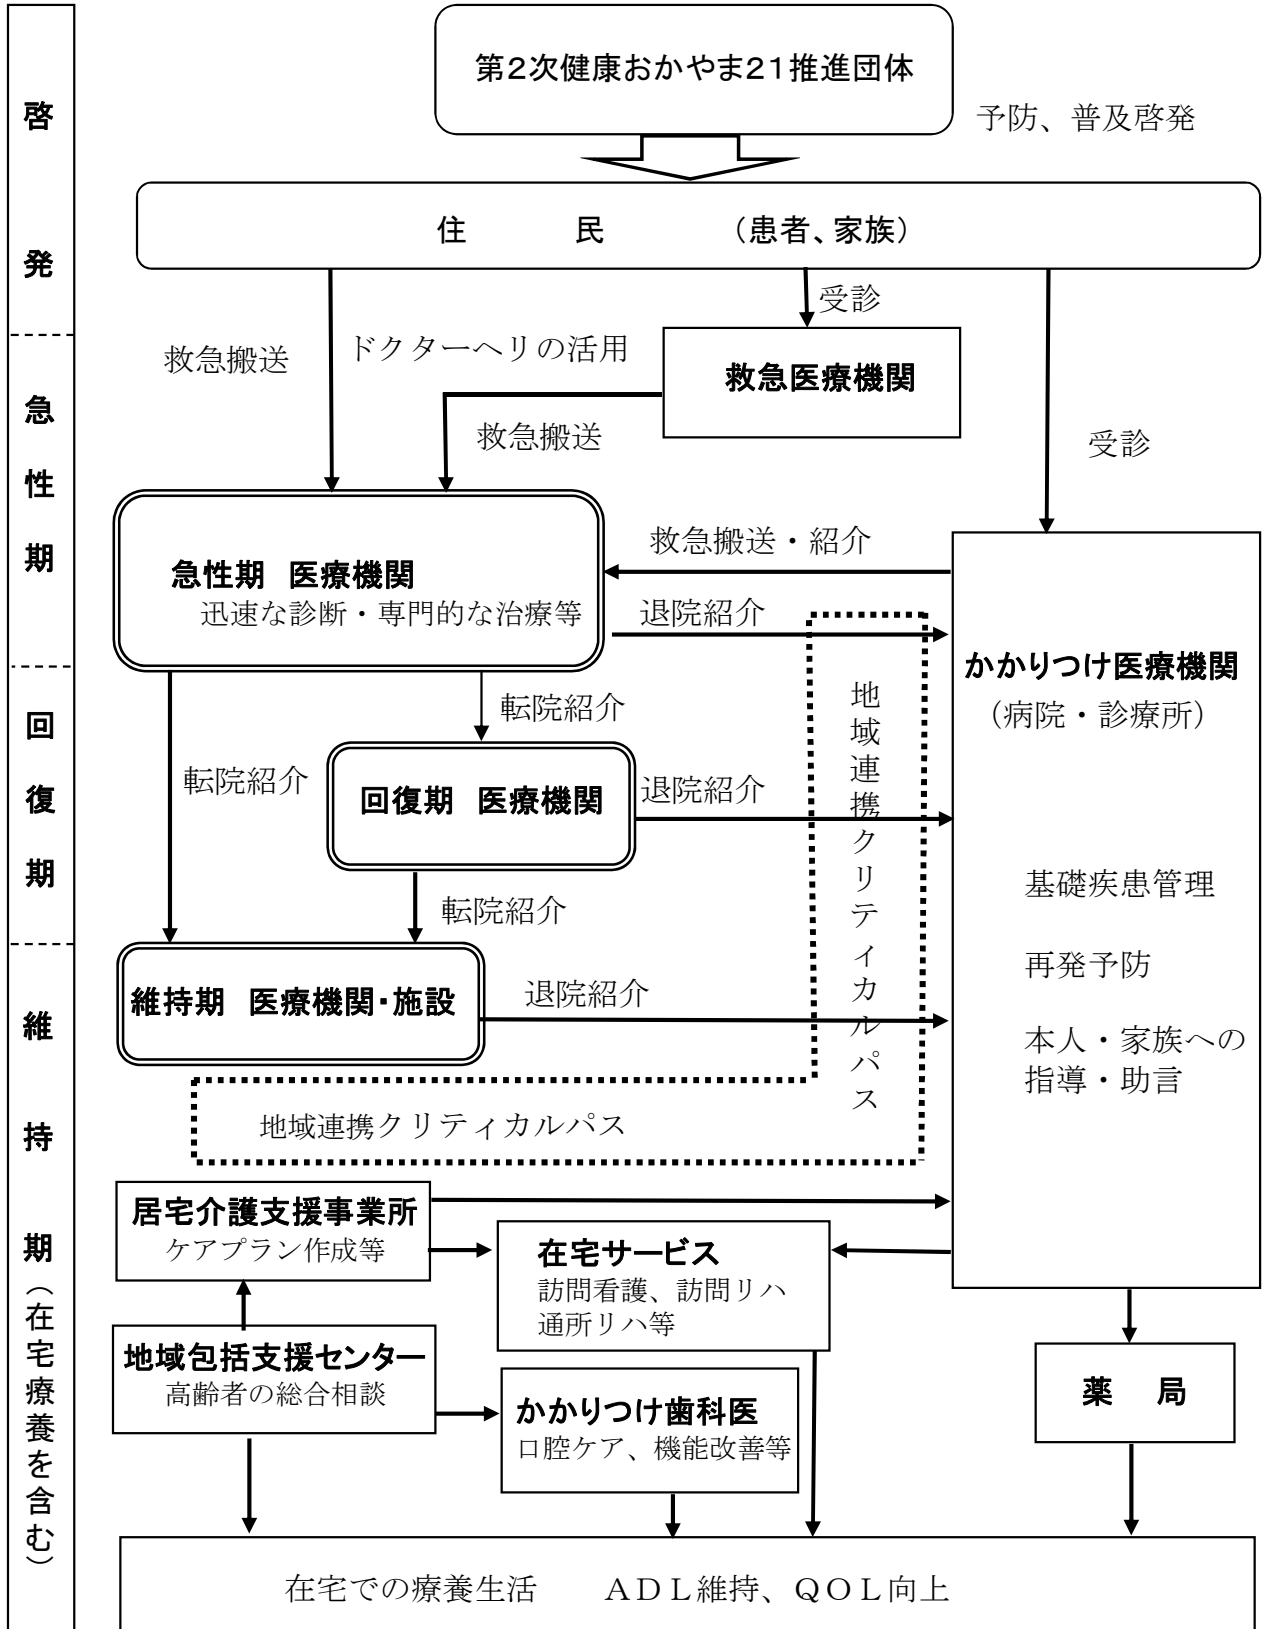 啓発
急性期
回復期
維持期（在宅療養を含む）
第２次健康おかやま２１推進団体
予防、普及啓発
住　　民　　（患者、家族）
受診
救急搬送
ドクターヘリの活用
救急医療機関
救急搬送
受診
救急搬送・紹介
急性期　医療機関
迅速な診断・専門的な治療等
退院紹介
かかりつけ医療機関
（病院・診療所）
地域連携クリティカルパス
転院紹介
転院紹介
回復期　医療機関
退院紹介
基礎疾患管理
転院紹介
再発予防
維持期　医療機関・施設
退院紹介
本人・家族への
指導・助言
地域連携クリティカルパス
居宅介護支援事業所
ケアプラン作成等
在宅サービス
訪問看護、訪問リハ
通所リハ等
地域包括支援センター
高齢者の総合相談
かかりつけ歯科医
口腔ケア、機能改善等
薬　局
在宅での療養生活　　ＡＤＬ維持、ＱＯＬ向上